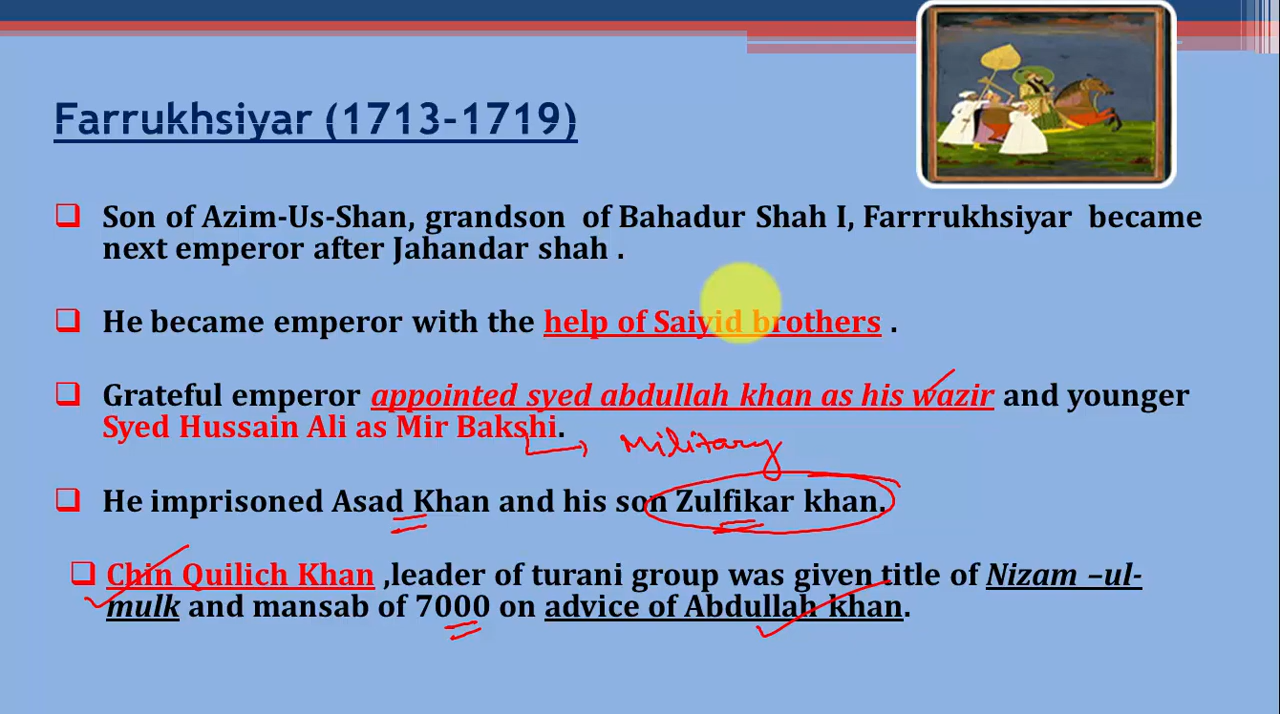 Farrukhsiyar (1713-1719)
Son of Azim-Us-Shan, grandson of Bahadur Shah I, Farrrukhsiyar became
next emperor after Jahandar shah .
He became emperor with the help of Saiyid brothers .
Grateful emperor appointed syed abdullah khan as his wazir and younger
Syed Hussain Ali as Mir Bakshi.
Military
He imprisoned Asad Khan and his son Zulfikar khan.
Chin Quilich Khan ,leader of turani group was given title of Nizam –ul-
mulk and mansab of 7000 on advice of Abdullah khan.